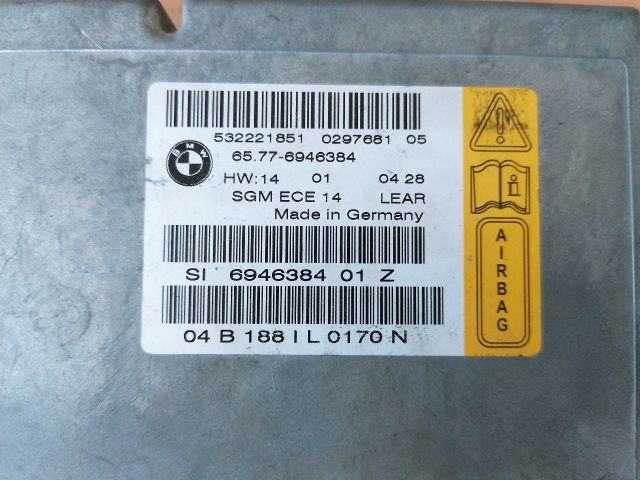 532221851 0297681 05
BMW
65.77-6946384
HW:14 01 04 28
SGM ECE 14 LEAR
Made in Germany
SI 6946384 01 Z
04 B 188 I L 0170 N
AIRBAG